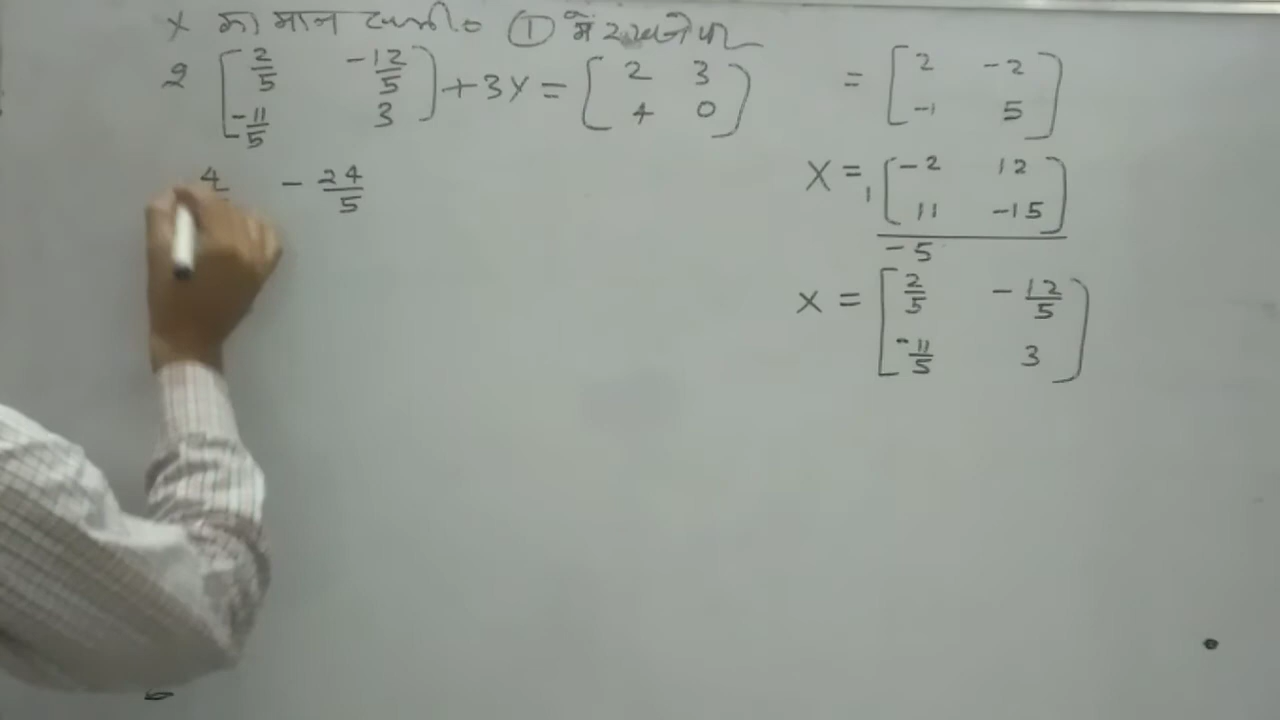 X का मान समी० ① में रखने पर
2 [2/5 -12/5] + 3Y = [2 3]
[-11/5 3] [4 0]
4 - 24/5
= [2 -2]
[-1 5]
X = 1 [-2 12]
[11 -15]
-5
X = [2/5 - 12/5]
[-11/5 3]